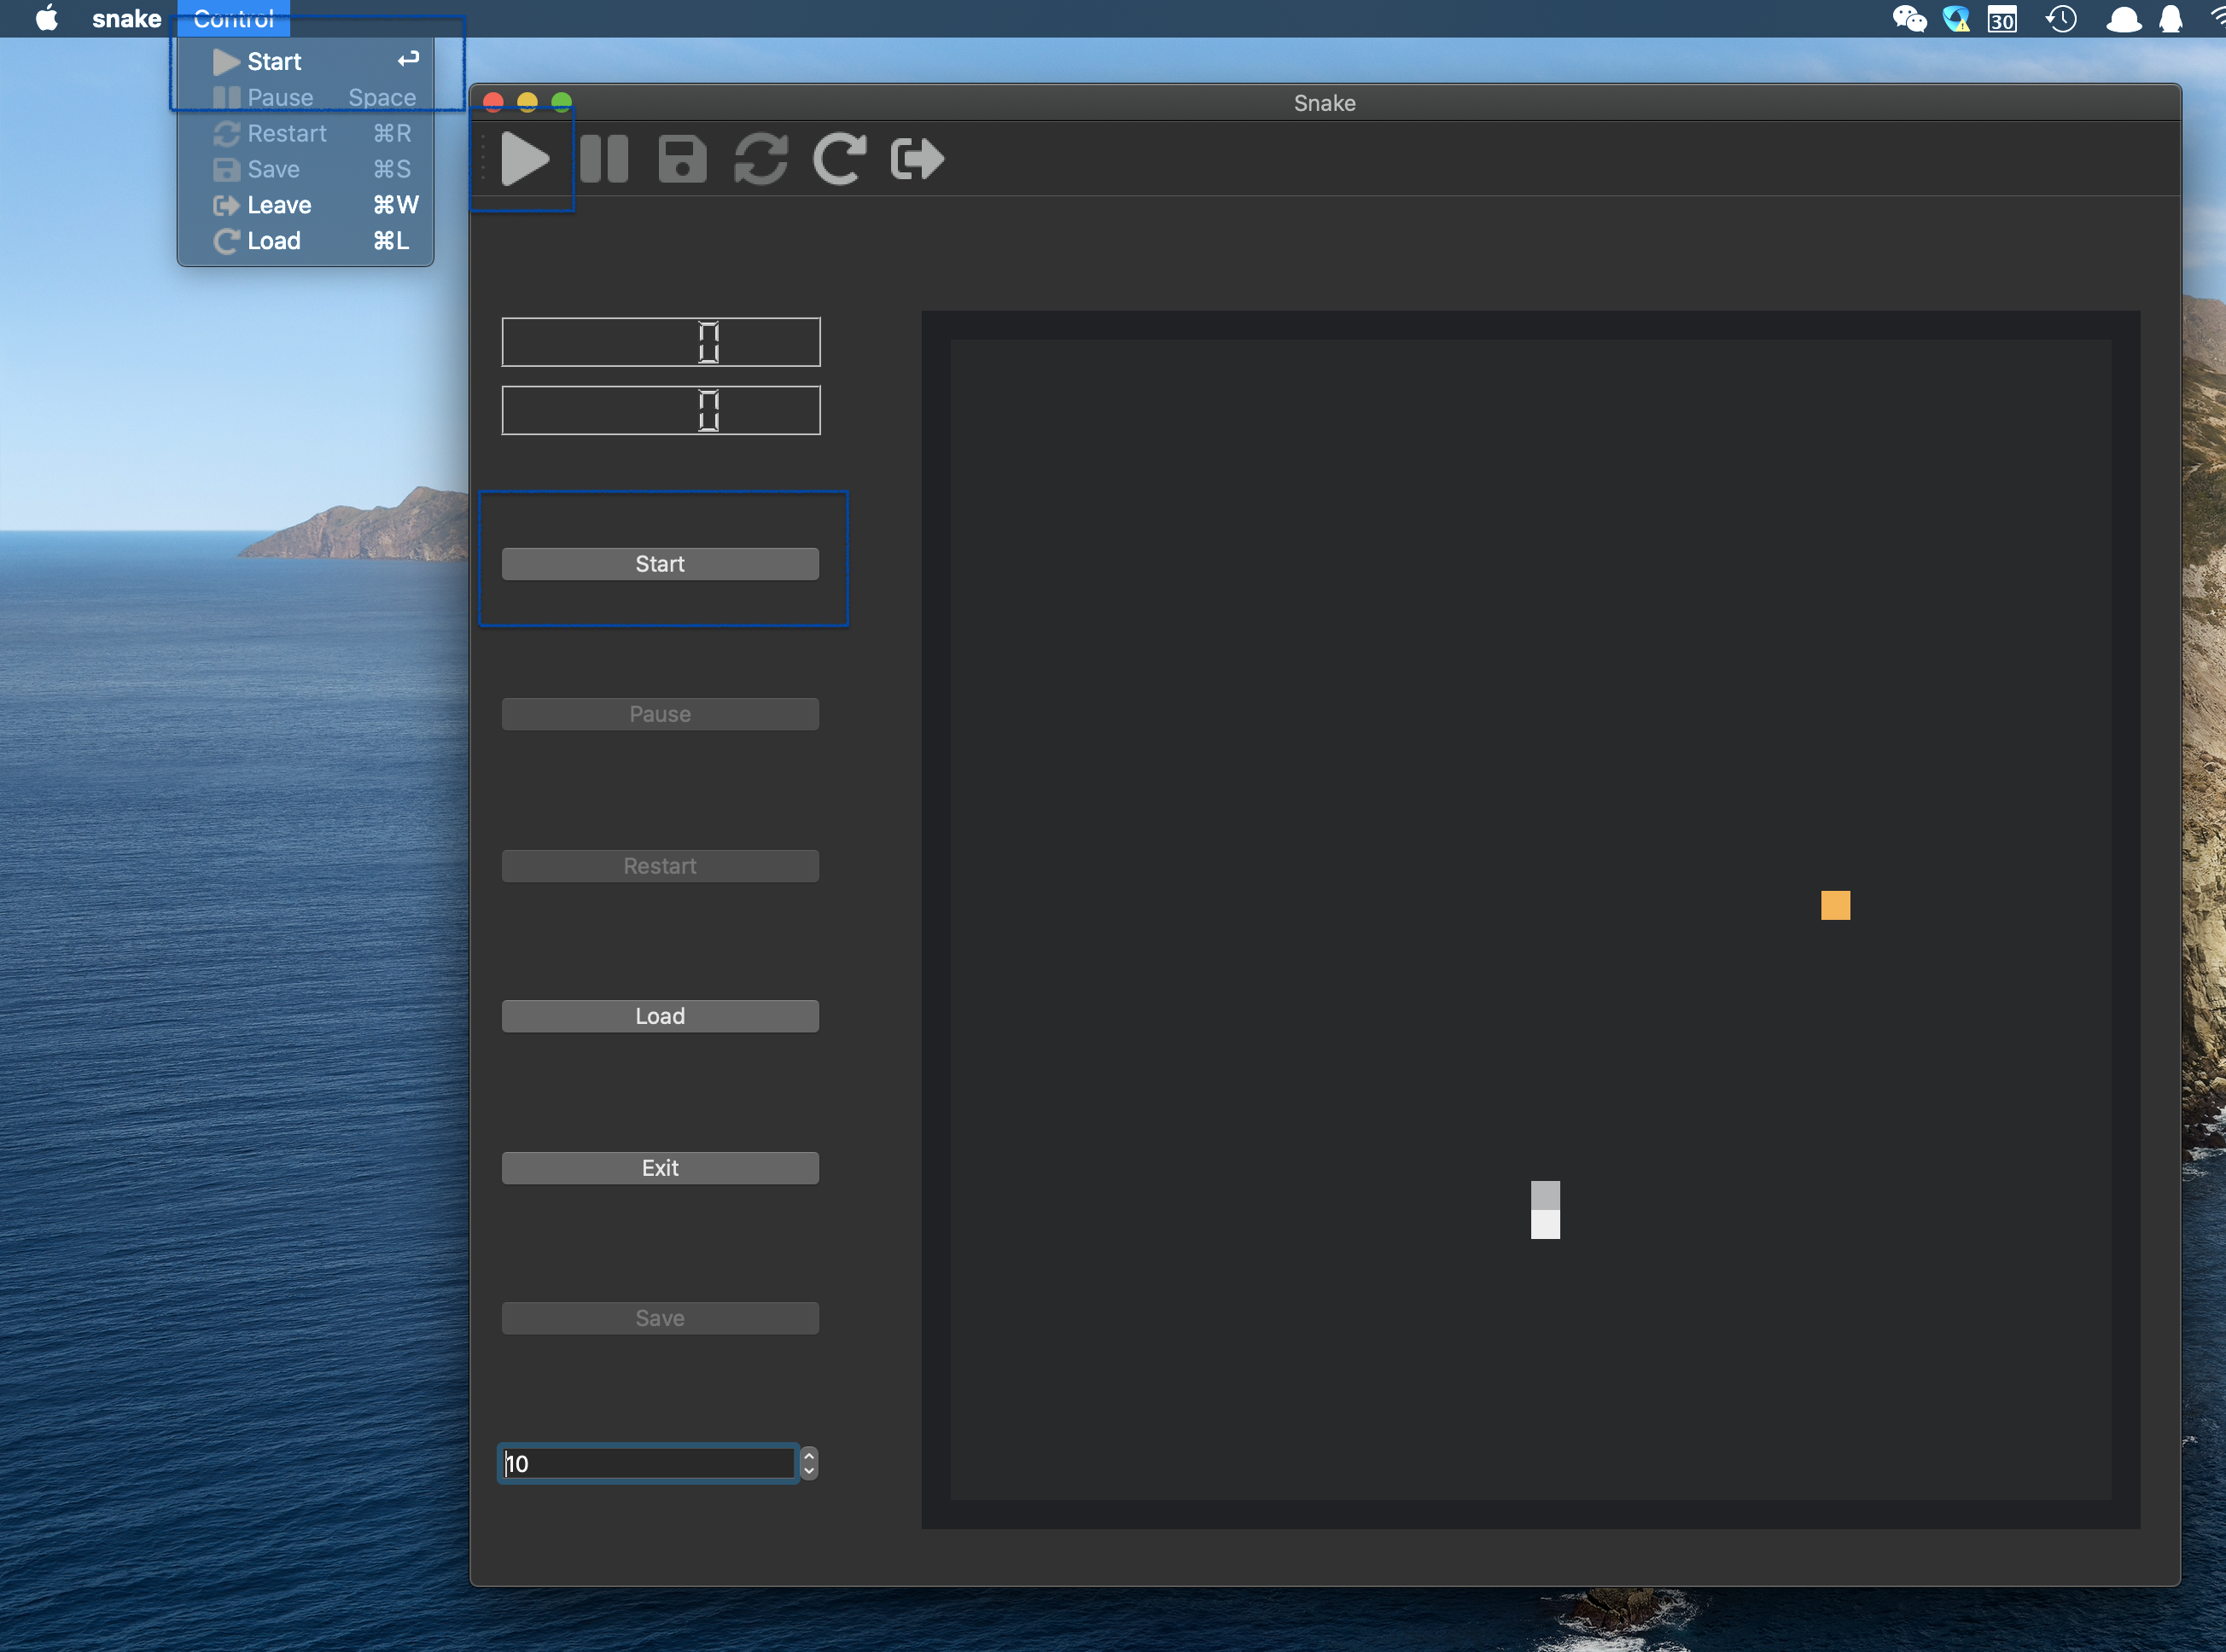 snake Control
30
Start ↩
Pause Space
Restart ⌘R
Save ⌘S
Leave ⌘W
Load ⌘L
Snake
0
0
Start
Pause
Restart
Load
Exit
Save
10